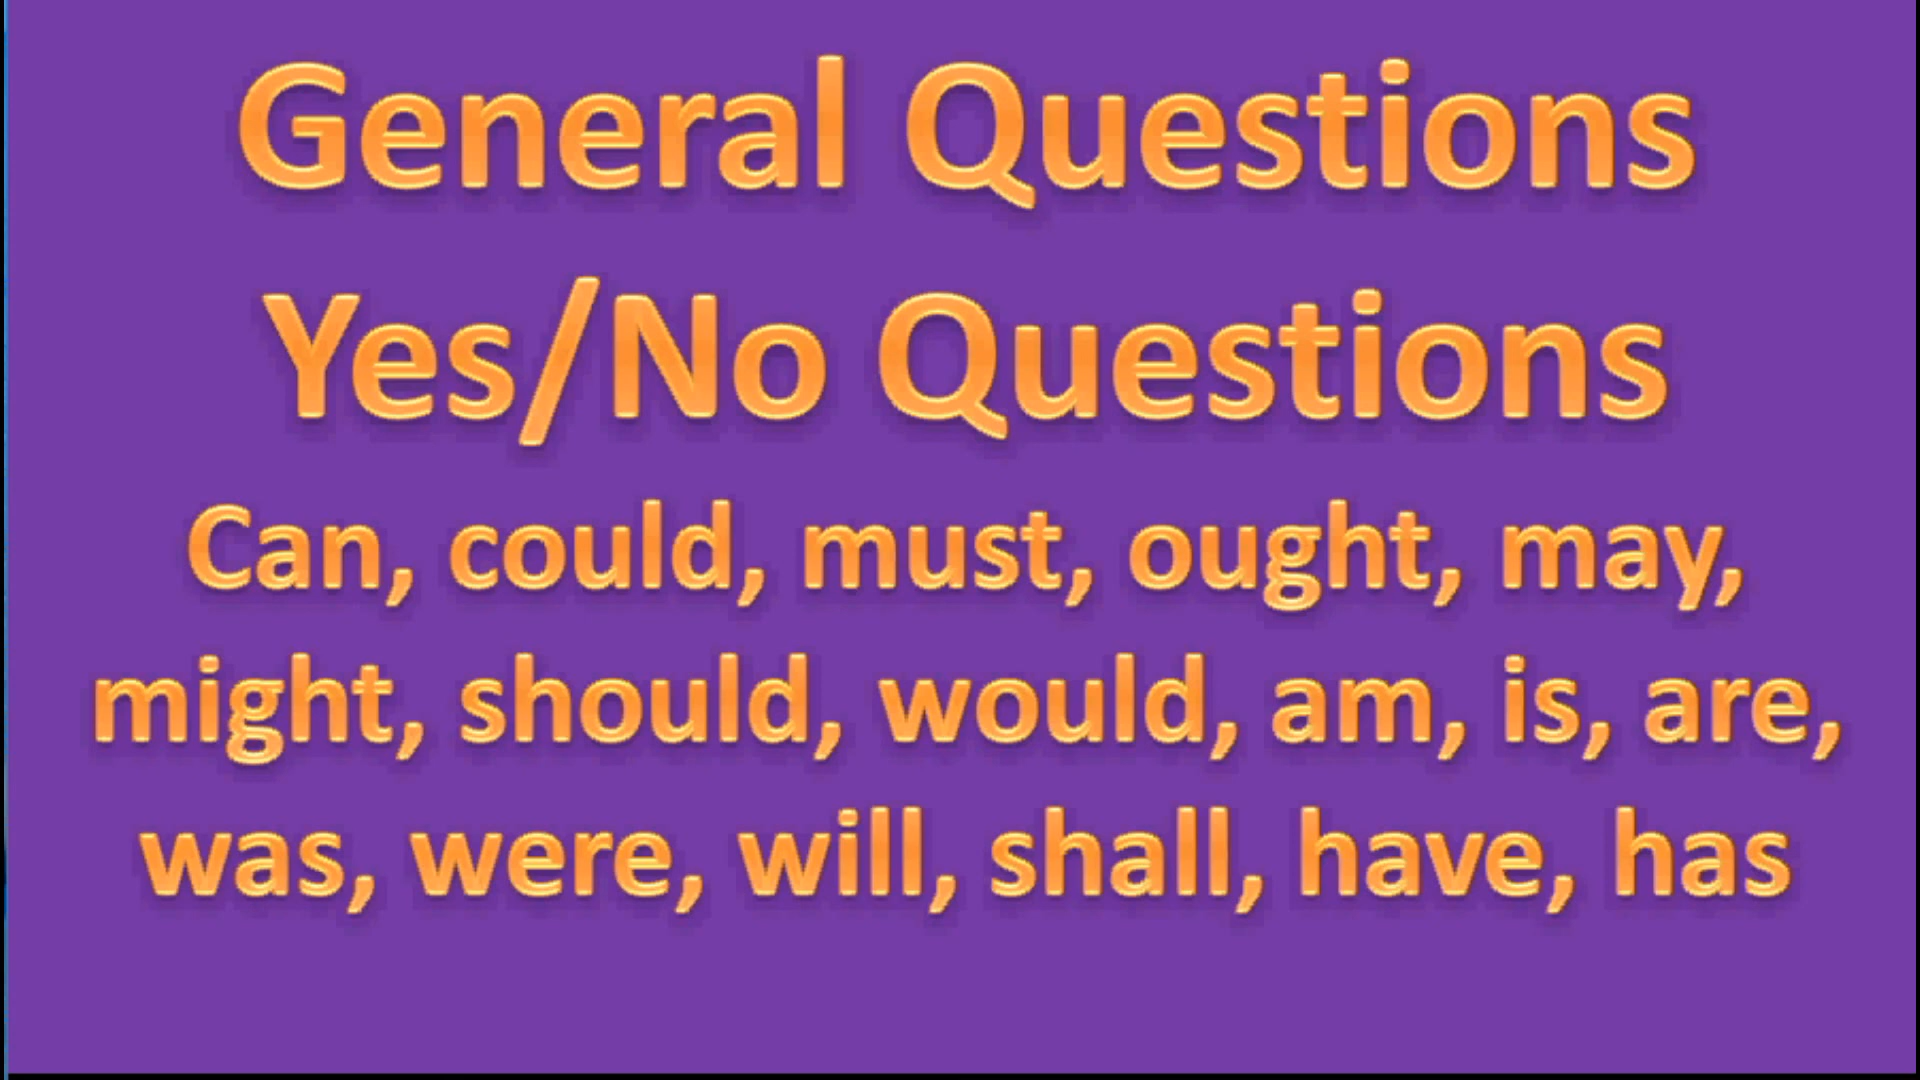 General Questions
Yes/No Questions
Can, could, must, ought, may,
might, should, would, am, is, are,
was, were, will, shall, have, has